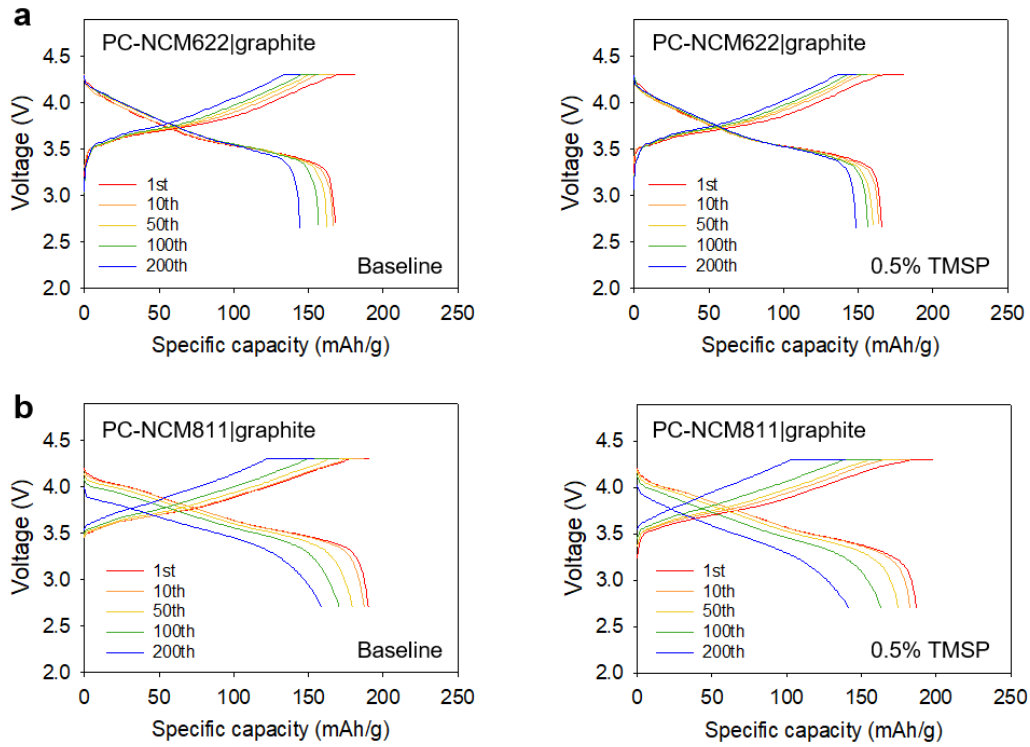 a
PC-NCM622|graphite
Voltage (V)
4.5
4.0
3.5
3.0
2.5
2.0
1st
10th
50th
100th
200th
Baseline
0 50 100 150 200 250
Specific capacity (mAh/g)
PC-NCM622|graphite
Voltage (V)
4.5
4.0
3.5
3.0
2.5
2.0
1st
10th
50th
100th
200th
0.5% TMSP
0 50 100 150 200 250
Specific capacity (mAh/g)
b
PC-NCM811|graphite
Voltage (V)
4.5
4.0
3.5
3.0
2.5
2.0
1st
10th
50th
100th
200th
Baseline
0 50 100 150 200 250
Specific capacity (mAh/g)
PC-NCM811|graphite
Voltage (V)
4.5
4.0
3.5
3.0
2.5
2.0
1st
10th
50th
100th
200th
0.5% TMSP
0 50 100 150 200 250
Specific capacity (mAh/g)